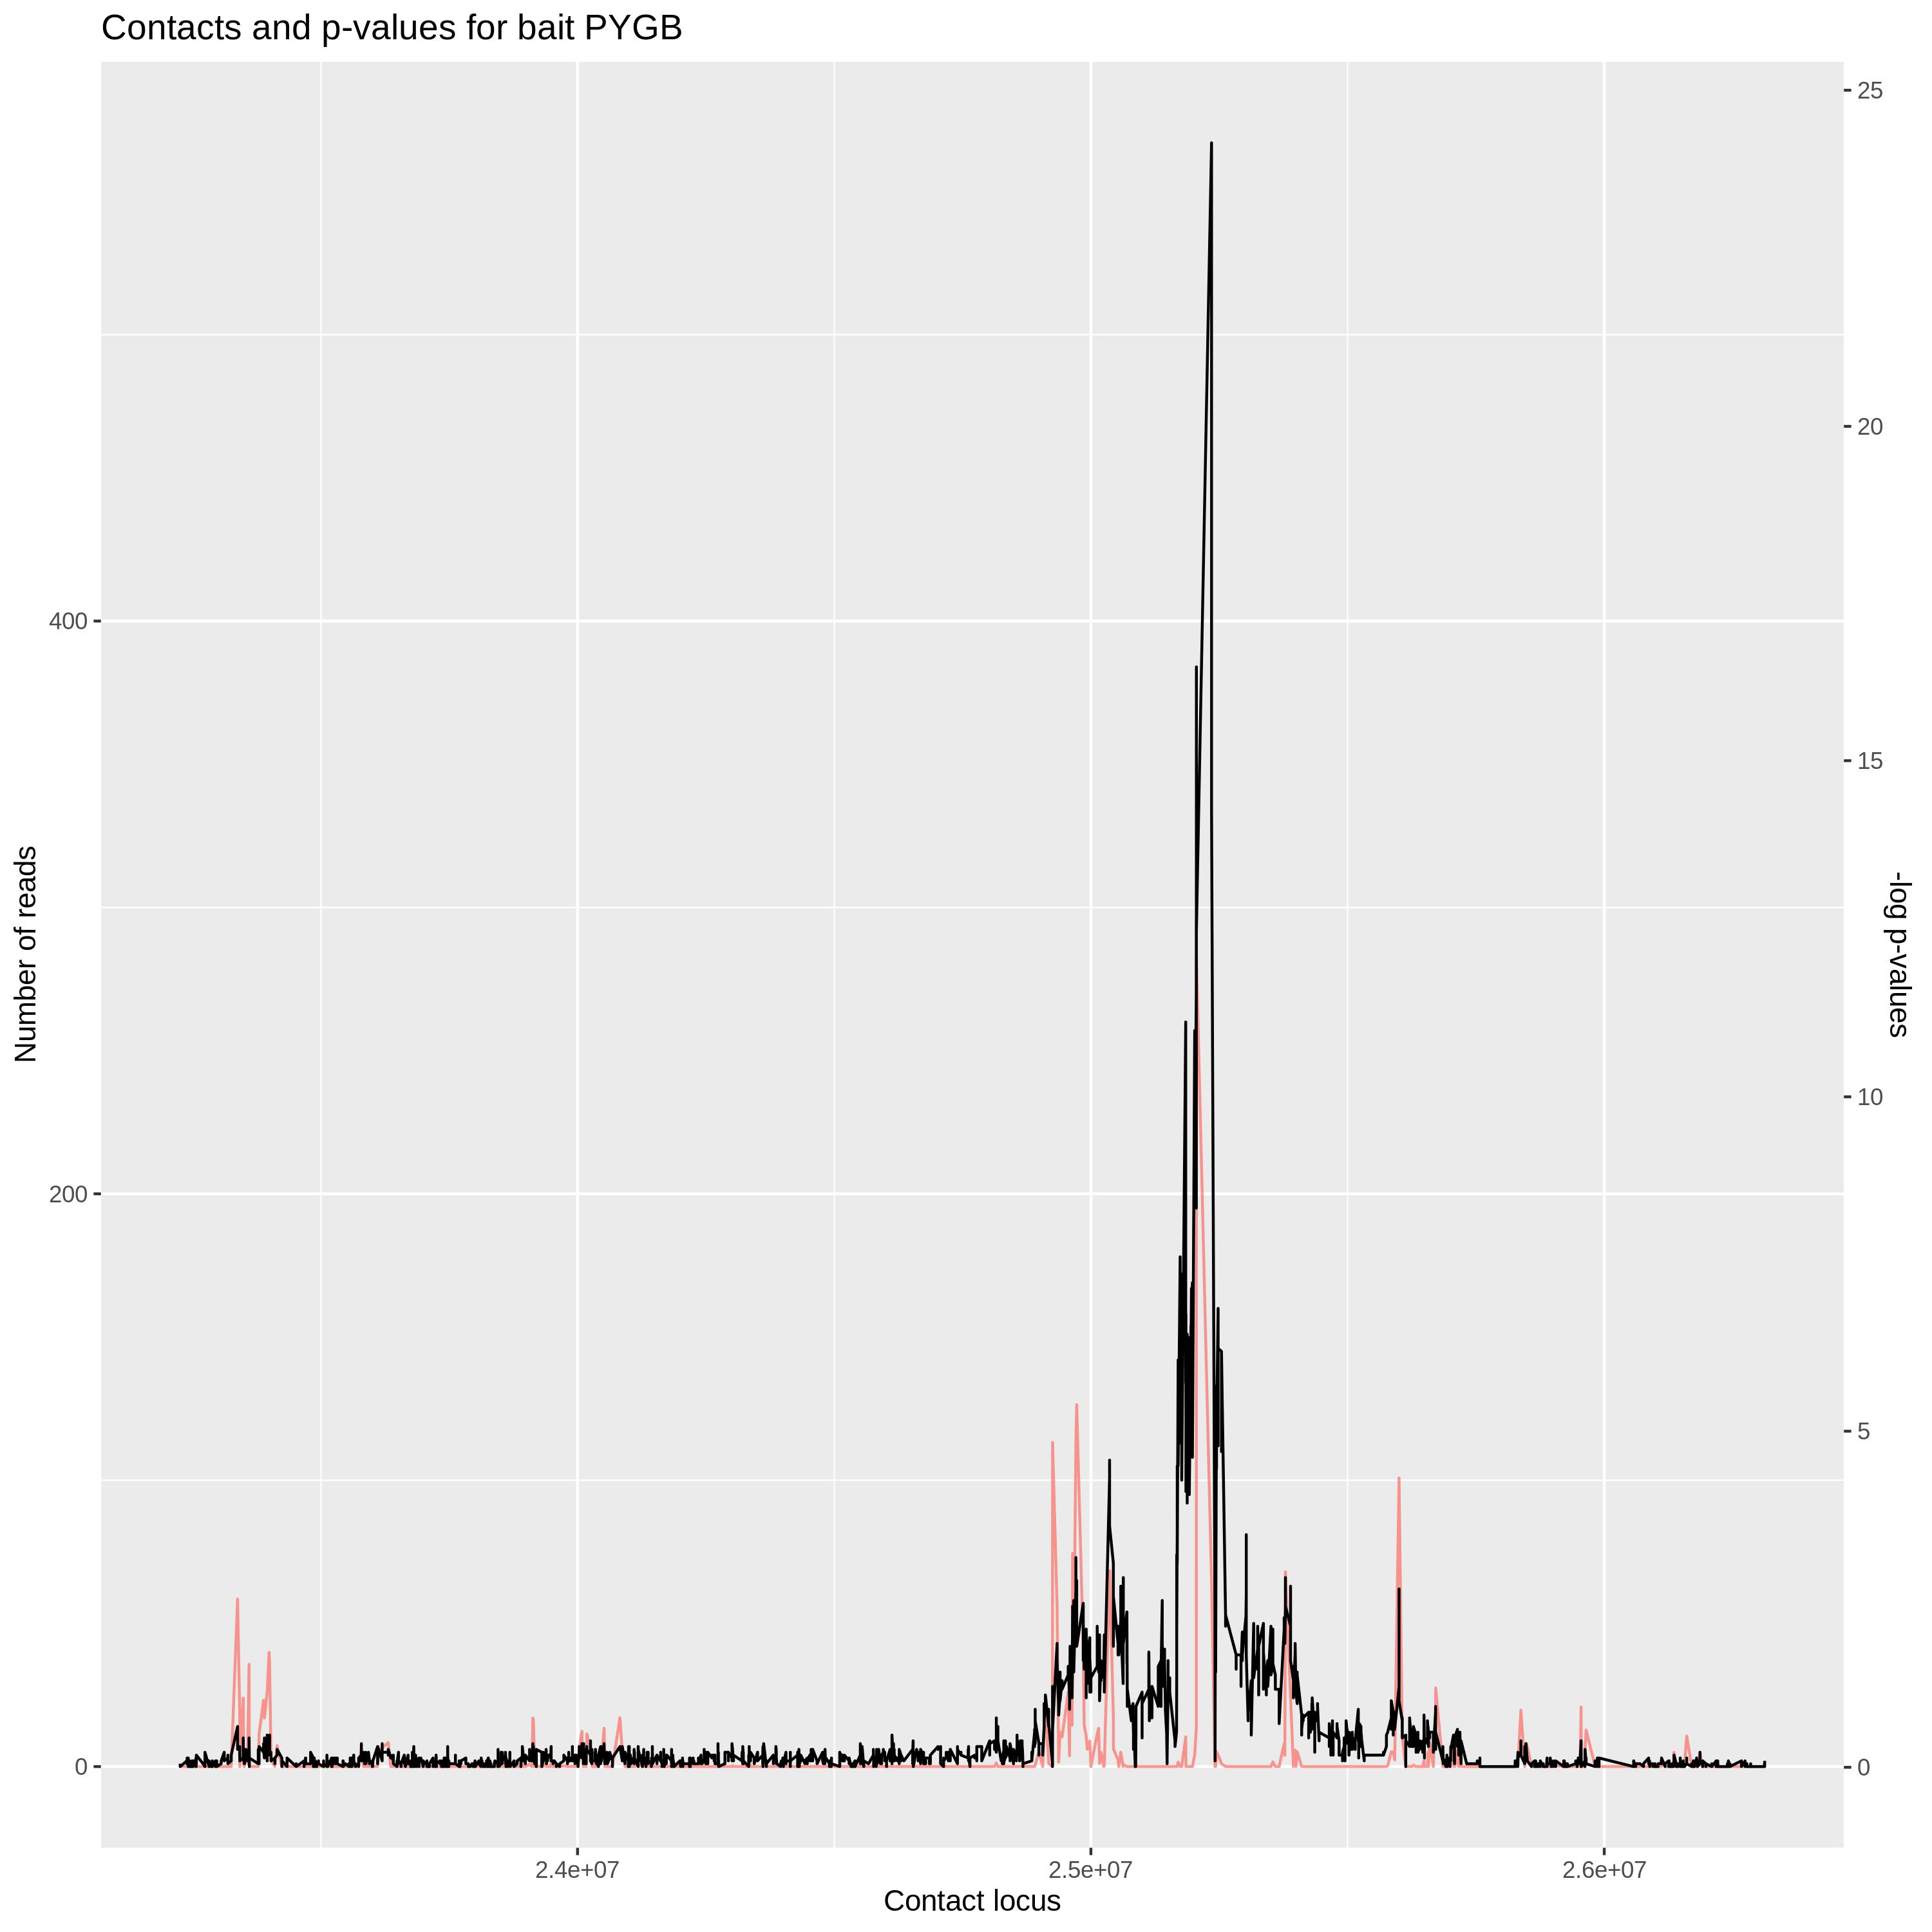 Contacts and p-values for bait PYGB
Number of reads
400
200
0
25
20
15
10
5
0
-log p-values
2.4e+07
2.5e+07
2.6e+07
Contact locus